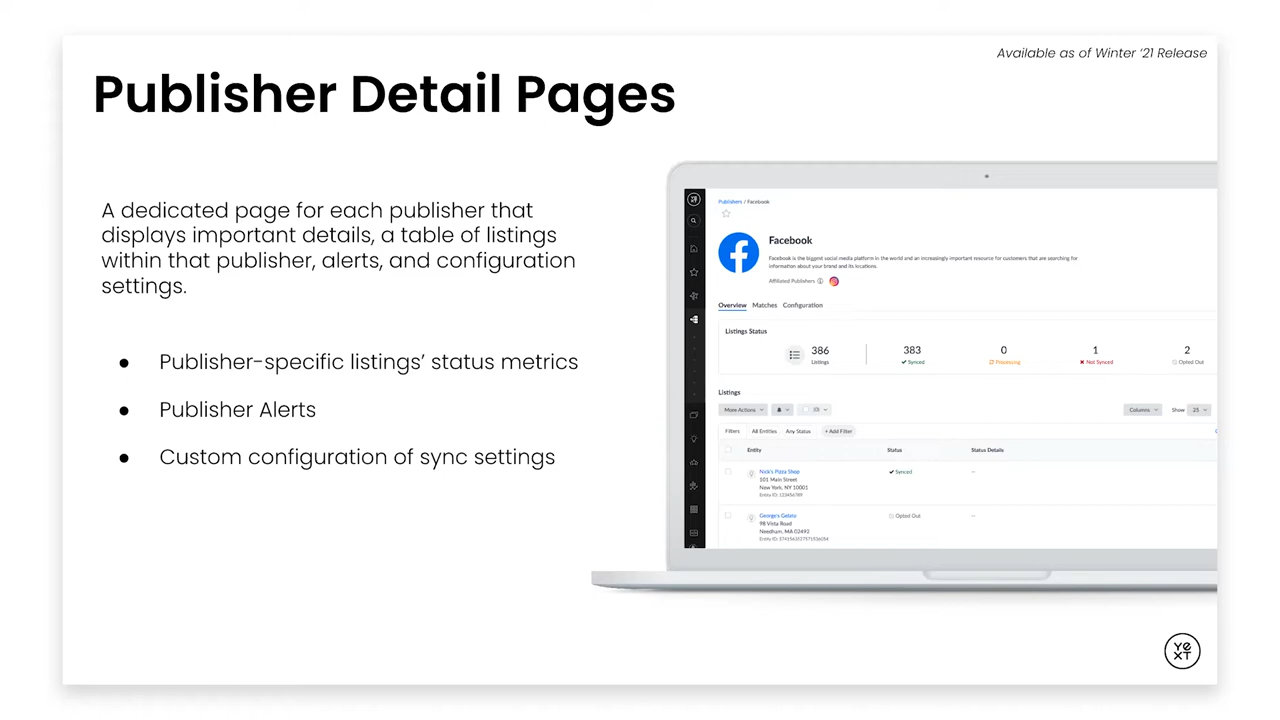 Available as of Winter '21 Release
Publisher Detail Pages
A dedicated page for each publisher that
displays important details, a table of listings
within that publisher, alerts, and configuration
settings.
● Publisher-specific listings' status metrics
● Publisher Alerts
● Custom configuration of sync settings
Publishers / Facebook
Facebook
Facebook is the biggest social media platform in the world and an increasingly important resource for customers that are searching for
information about your brand and its locations.
Affiliated Publishers
Overview Matches Configuration
Listings Status
386 383 0 1 2
Listings Synced Processing Not Synced Opted Out
Listings
More Actions Columns Show 25
Filters All Entities Any Status + Add Filter
Entity Status Status Details
Nick's Pizza Shop Synced --
101 Main Street
New York, NY 10001
Entity ID: 123456789
George's Gelato Opted Out --
98 Vista Road
Needham, MA 02492
yext